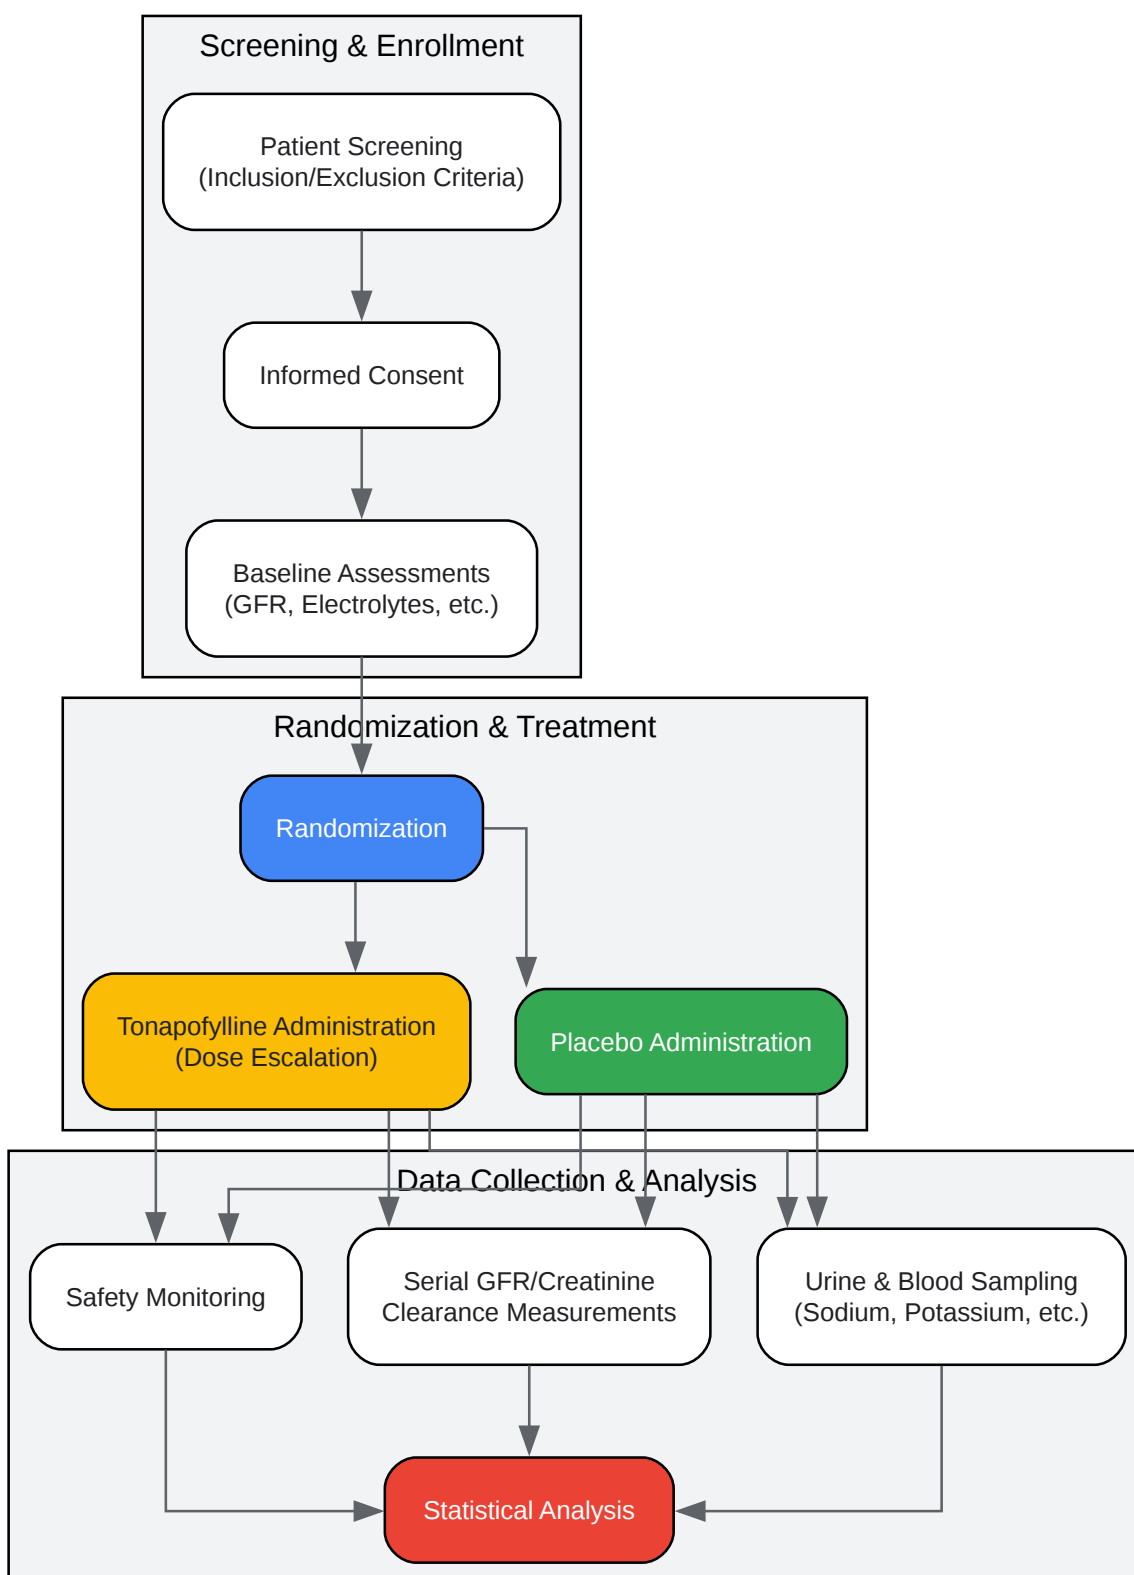 Screening & Enrollment
Patient Screening
(Inclusion/Exclusion Criteria)
Informed Consent
Baseline Assessments
(GFR, Electrolytes, etc.)
Randomization & Treatment
Randomization
Tonapofylline Administration
(Dose Escalation)
Placebo Administration
Data Collection & Analysis
Safety Monitoring
Serial GFR/Creatinine
Clearance Measurements
Urine & Blood Sampling
(Sodium, Potassium, etc.)
Statistical Analysis